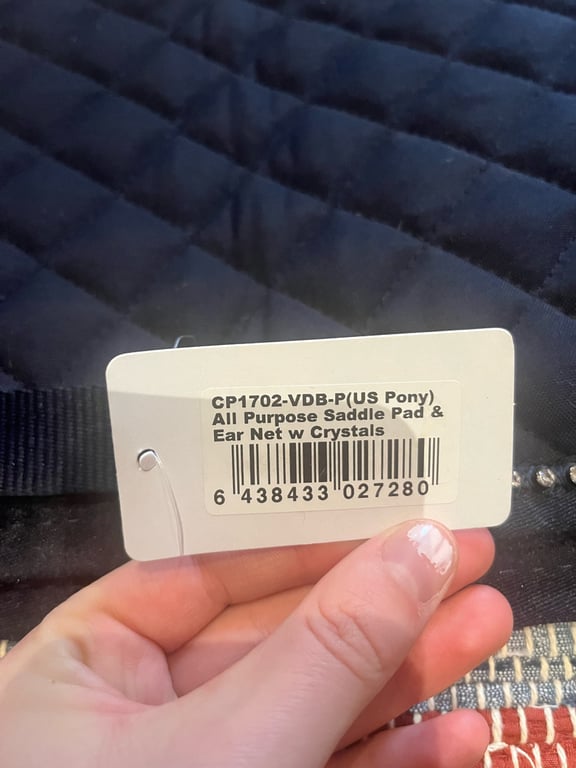 CP1702-VDB-P(US Pony)
All Purpose Saddle Pad &
Ear Net w Crystals
6 438433 027280